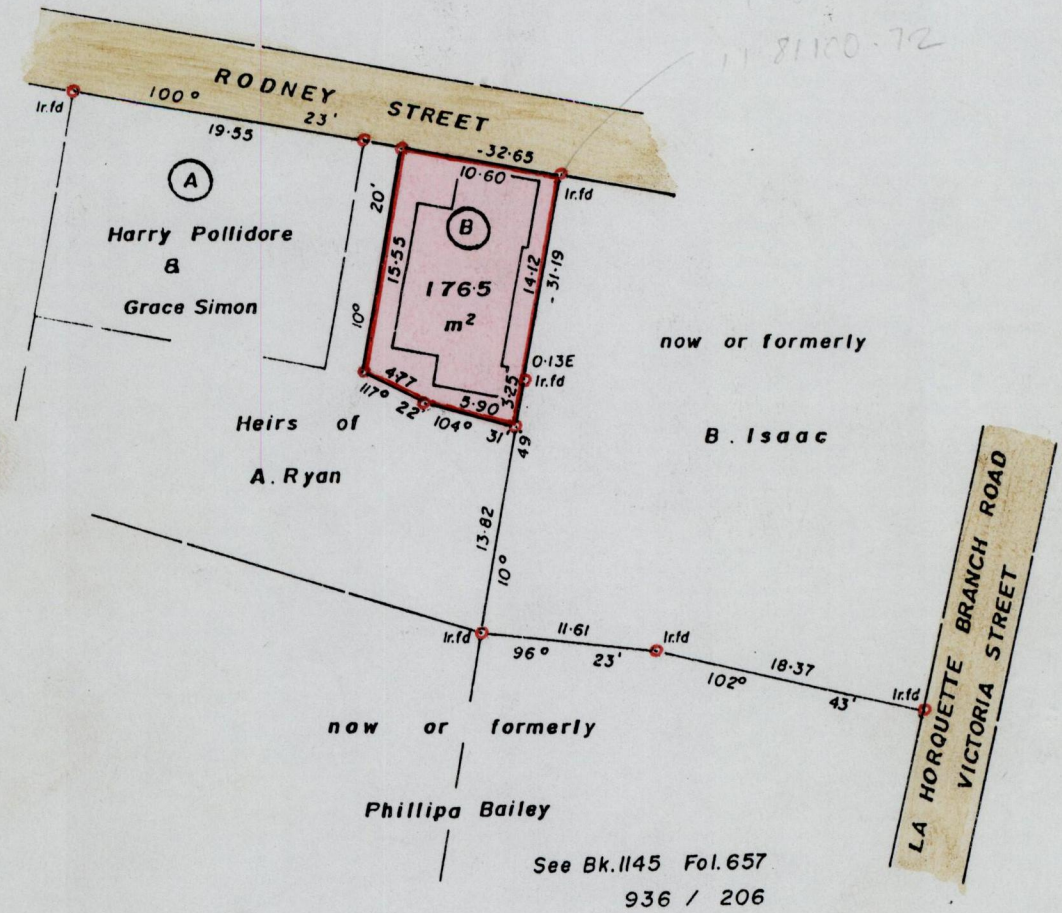 RODNEY STREET
Ir.fd
100° 23'
19·55
-32·65
10·60
Ir.fd
A
Harry Pollidore
&
Grace Simon
20'
15·55
10°
B
176·5
m²
14·12
-31·19
0·13E
Ir.fd
3·25
4·77
117° 22'
5·90
104° 31'
49'
now or formerly
B. Isaac
Heirs of
A. Ryan
13·82
10°
Ir.fd
11·61
96° 23'
Ir.fd
18·37
102° 43'
Ir.fd
LA HORQUETTE BRANCH ROAD
VICTORIA STREET
now or formerly
Phillipa Bailey
See Bk.1145 Fol.657
936 / 206